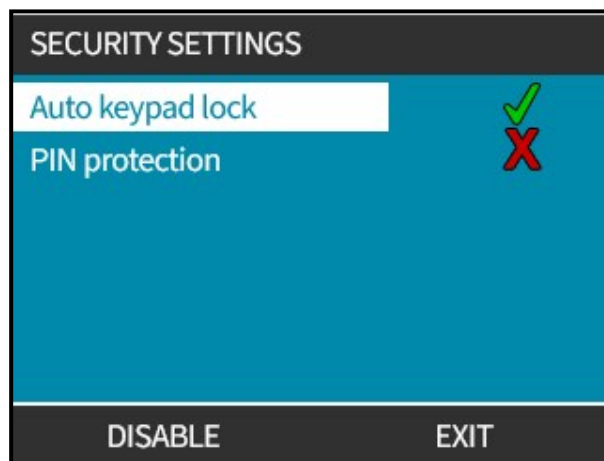 SECURITY SETTINGS
Auto keypad lock
PIN protection
DISABLE EXIT